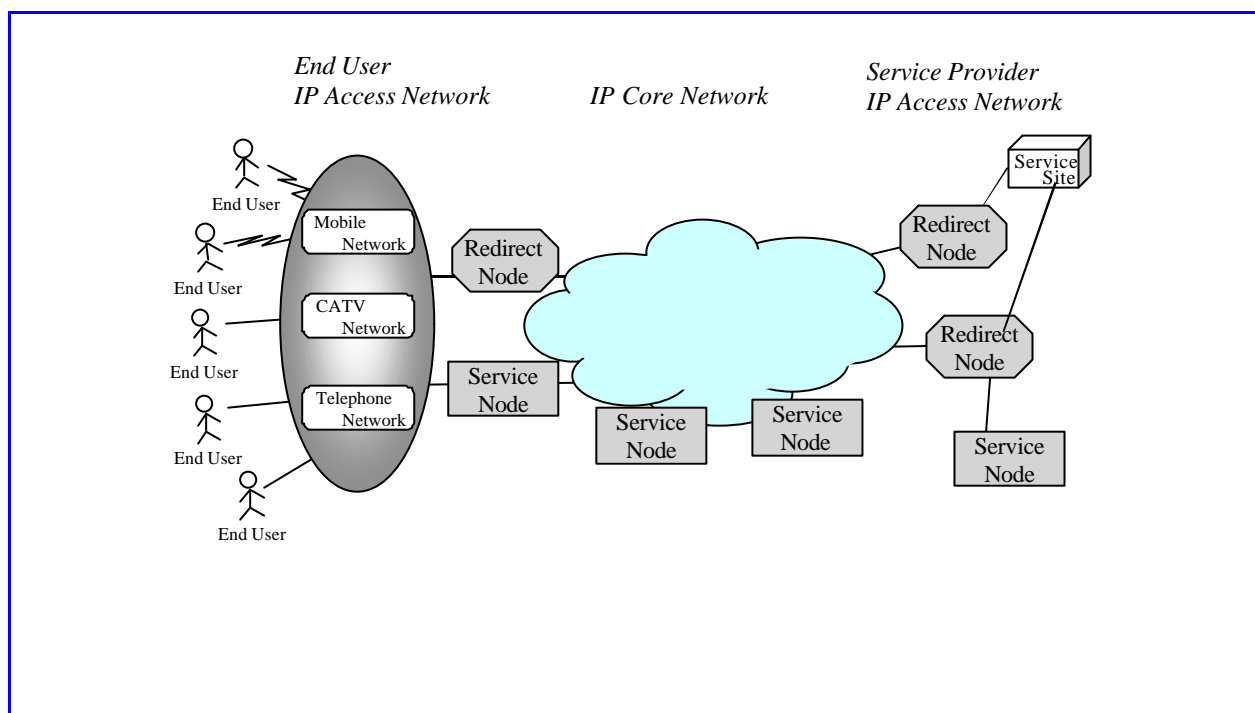 End User
IP Access Network
IP Core Network
Service Provider
IP Access Network
Service
Site
End User
Mobile
Network
Redirect
Node
Redirect
Node
End User
CATV
Network
Redirect
Node
End User
Telephone
Network
Service
Node
Service
Node
Service
Node
Service
Node
End User
End User